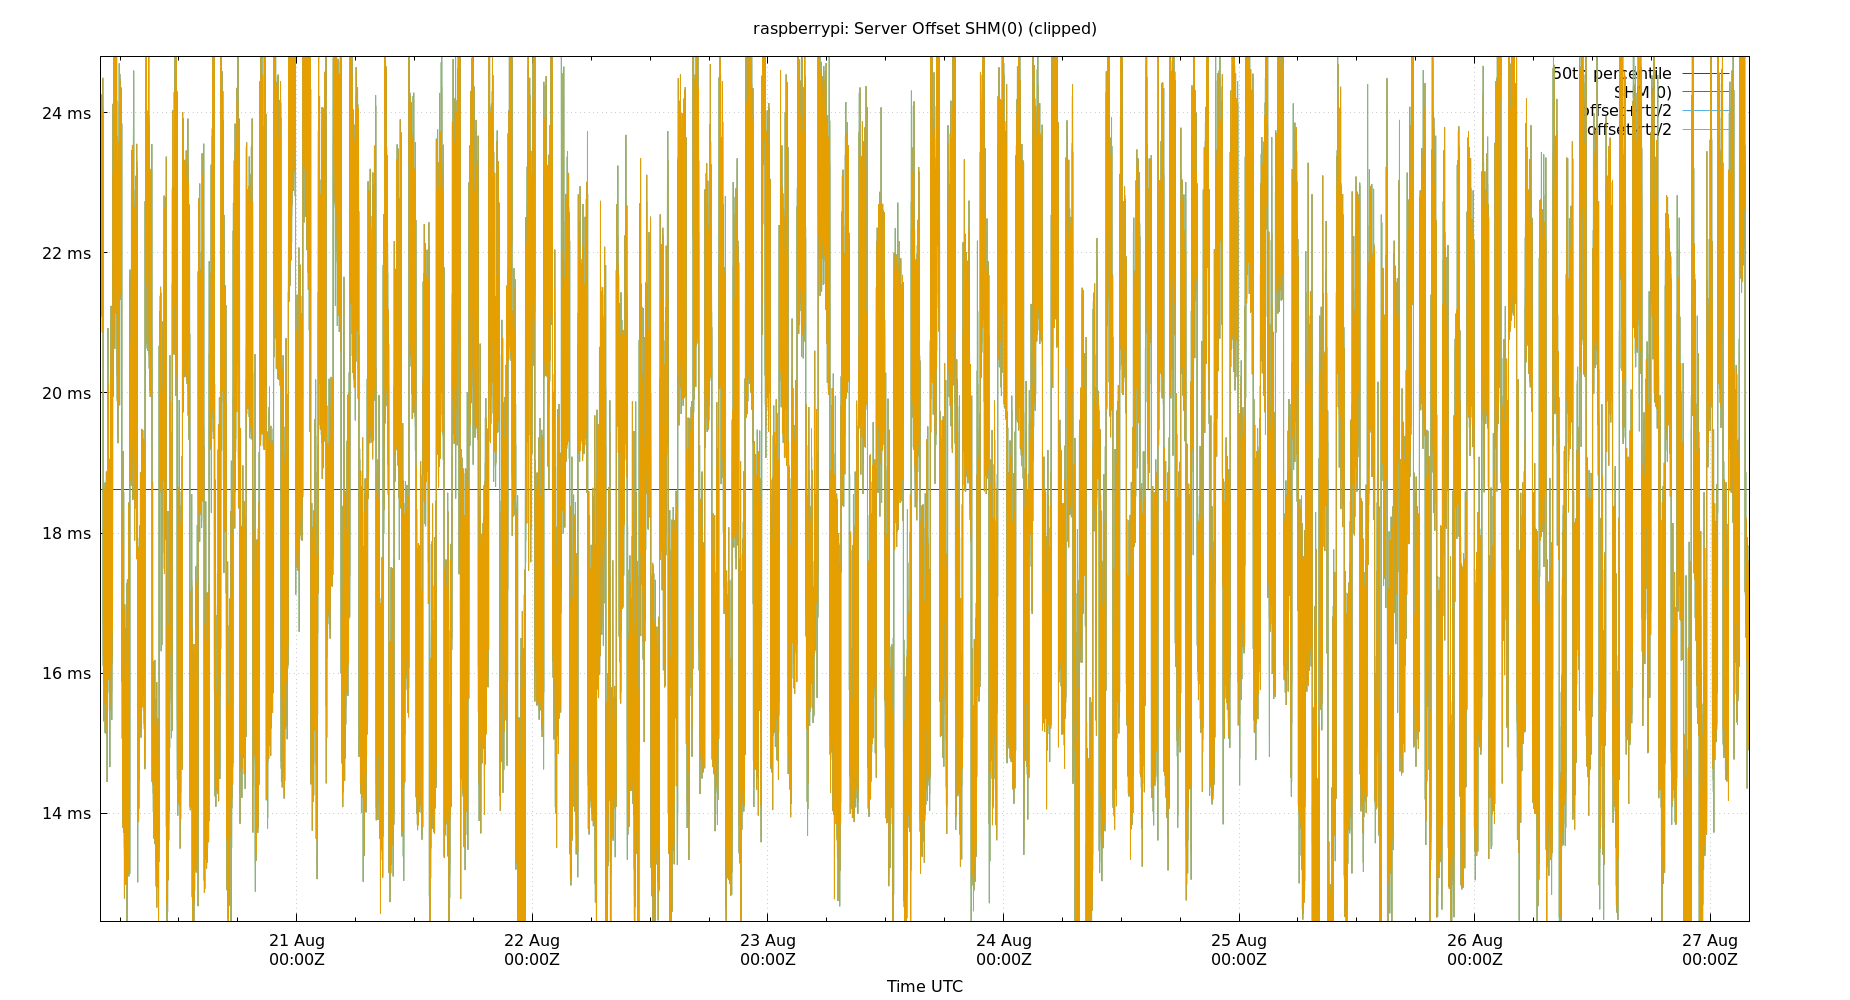 raspberrypi: Server Offset SHM(0) (clipped)
50th percentile
SHM(0)
offset+rtt/2
offset-rtt/2
24 ms
22 ms
20 ms
18 ms
16 ms
14 ms
21 Aug 22 Aug 23 Aug 24 Aug 25 Aug 26 Aug 27 Aug
00:00Z 00:00Z 00:00Z 00:00Z 00:00Z 00:00Z 00:00Z
Time UTC